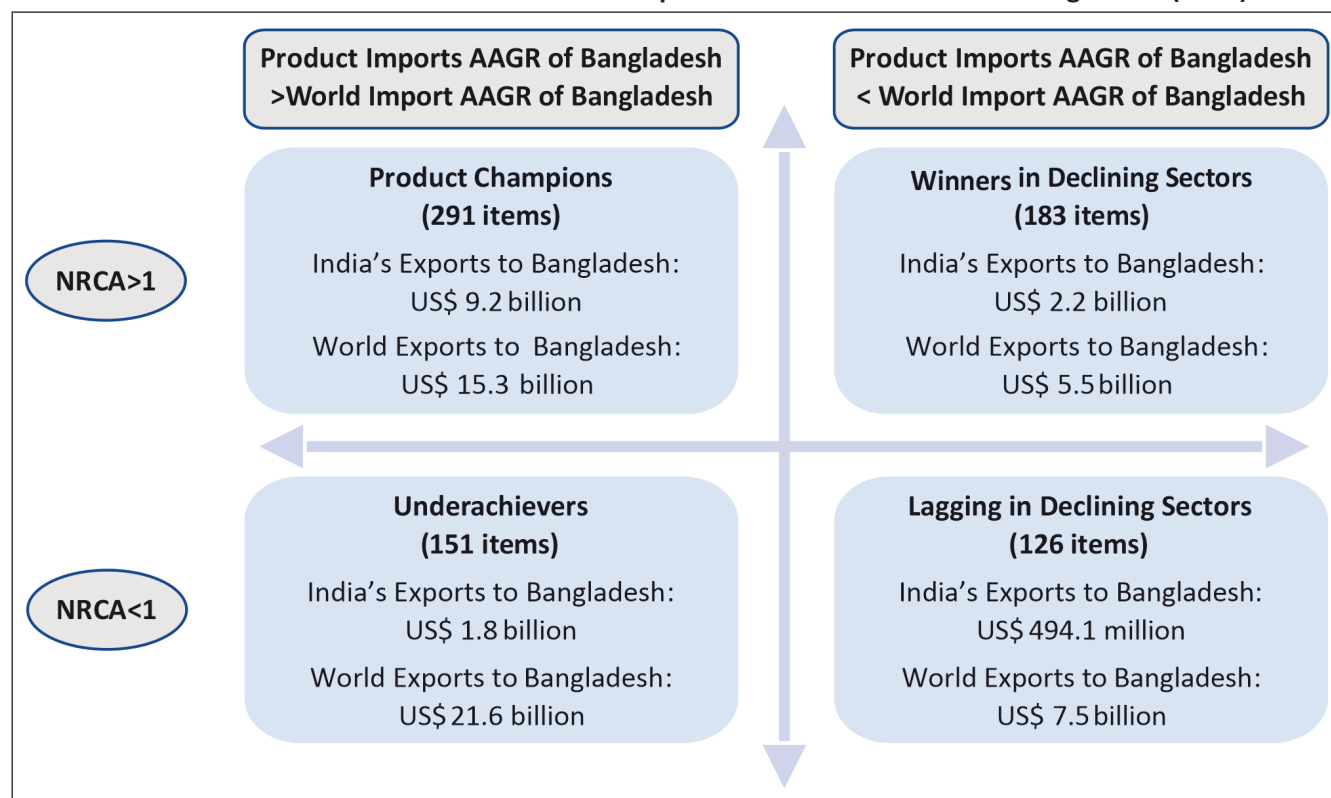 Product Imports AAGR of Bangladesh
>World Import AAGR of Bangladesh
Product Imports AAGR of Bangladesh
< World Import AAGR of Bangladesh
NRCA>1
Product Champions
(291 items)
India's Exports to Bangladesh:
US$ 9.2 billion
World Exports to Bangladesh:
US$ 15.3 billion
Winners in Declining Sectors
(183 items)
India's Exports to Bangladesh:
US$ 2.2 billion
World Exports to Bangladesh:
US$ 5.5 billion
NRCA<1
Underachievers
(151 items)
India's Exports to Bangladesh:
US$ 1.8 billion
World Exports to Bangladesh:
US$ 21.6 billion
Lagging in Declining Sectors
(126 items)
India's Exports to Bangladesh:
US$ 494.1 million
World Exports to Bangladesh:
US$ 7.5 billion